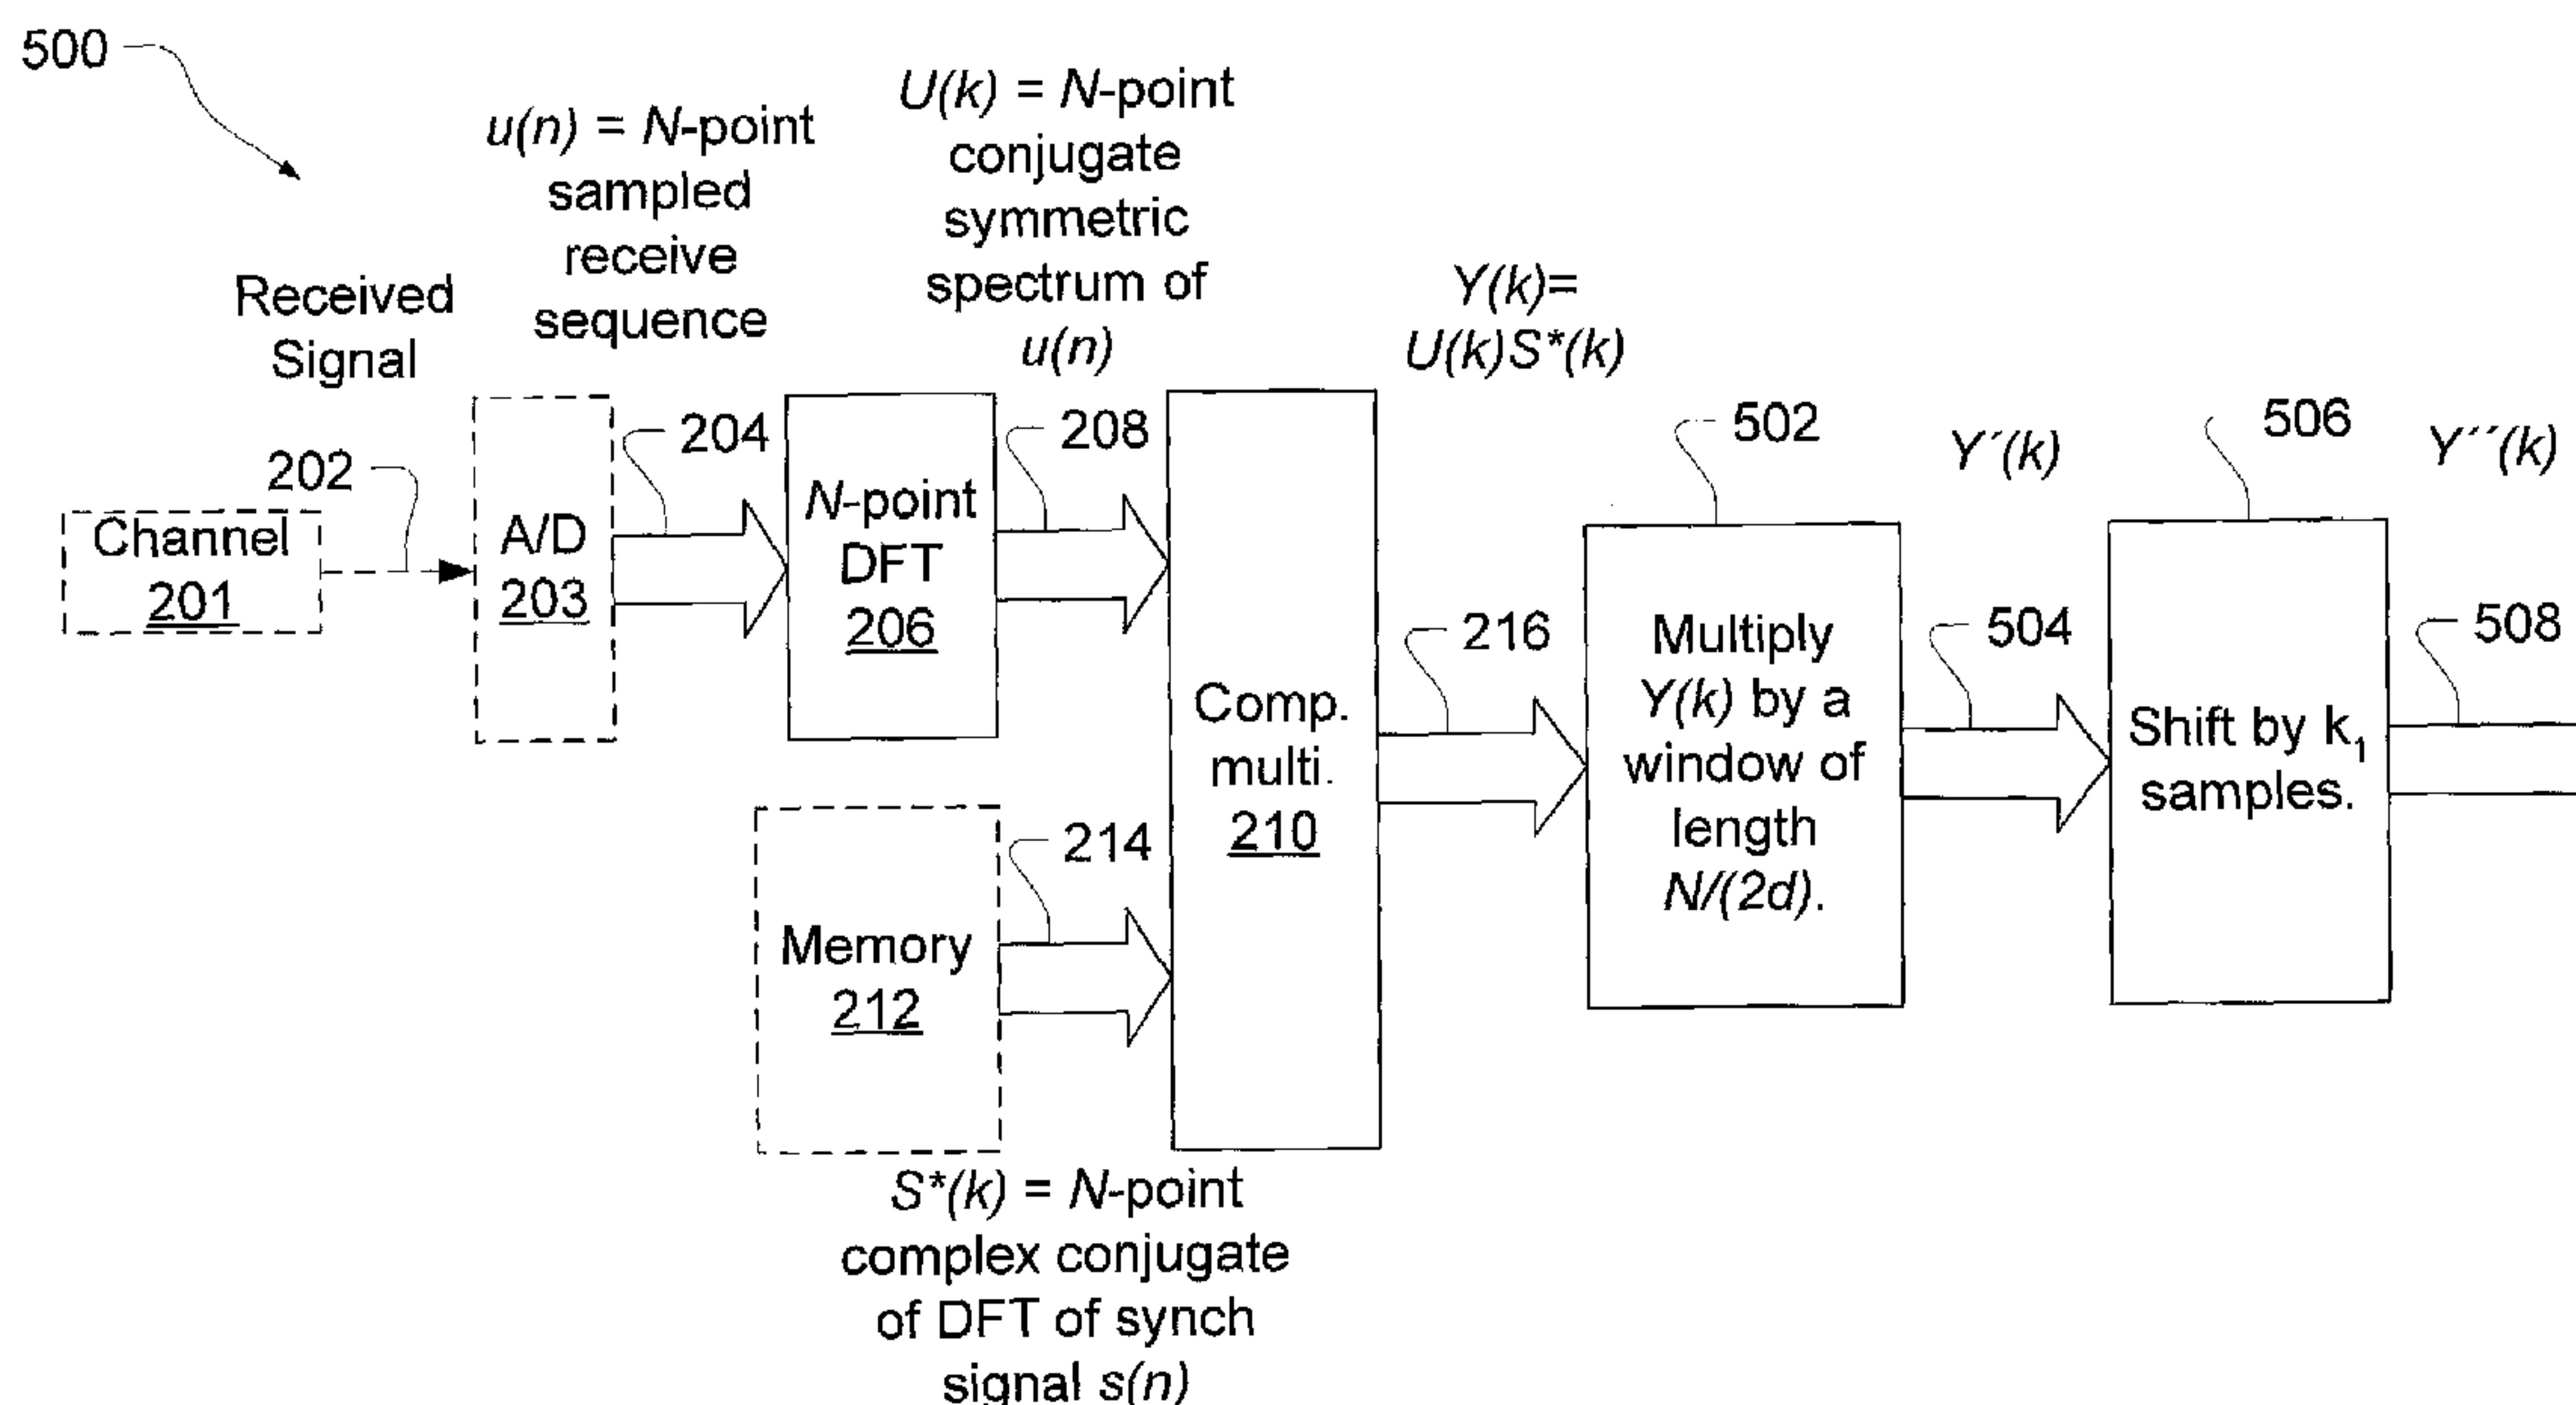 500
u(n) = N-point
sampled
receive
sequence
U(k) = N-point
conjugate
symmetric
spectrum of
u(n)
Received
Signal
Y(k)=
U(k)S*(k)
202
204
208
502
Y´(k)
506
Y´´(k)
Channel
201
A/D
203
N-point
DFT
206
216
504
508
Comp.
multi.
210
Multiply
Y(k) by a
window of
length
N/(2d).
Shift by k₁
samples.
214
Memory
212
S*(k) = N-point
complex conjugate
of DFT of synch
signal s(n)